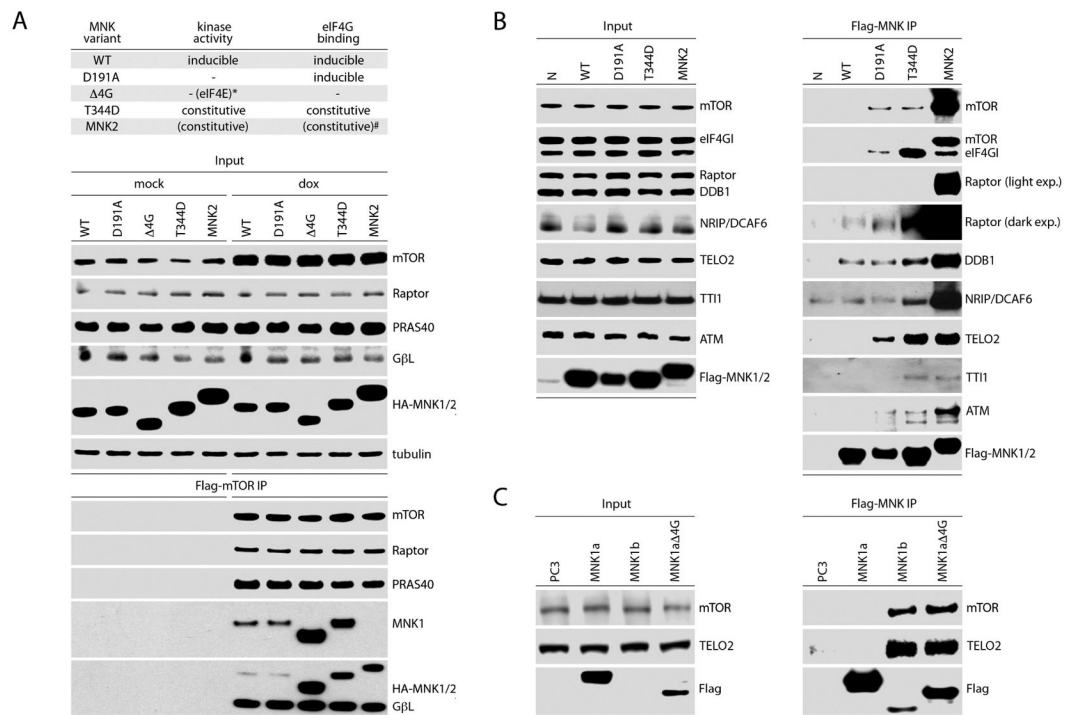 A
MNK variant kinase activity eIF4G binding
WT inducible inducible
D191A - inducible
Δ4G - (eIF4E)* -
T344D constitutive constitutive
MNK2 (constitutive) (constitutive)#
Input
mock dox
WT D191A Δ4G T344D MNK2 WT D191A Δ4G T344D MNK2
mTOR
Raptor
PRAS40
GβL
HA-MNK1/2
tubulin
Flag-mTOR IP
mTOR
Raptor
PRAS40
MNK1
HA-MNK1/2
GβL
B
Input
N WT D191A T344D MNK2
mTOR
eIF4GI
Raptor
DDB1
NRIP/DCAF6
TELO2
TTI1
ATM
Flag-MNK1/2
Flag-MNK IP
N WT D191A T344D MNK2
mTOR
mTOR
eIF4GI
Raptor (light exp.)
Raptor (dark exp.)
DDB1
NRIP/DCAF6
TELO2
TTI1
ATM
Flag-MNK1/2
C
Input
PC3 MNK1a MNK1b MNK1aΔ4G
mTOR
TELO2
Flag
Flag-MNK IP
PC3 MNK1a MNK1b MNK1aΔ4G
mTOR
TELO2
Flag